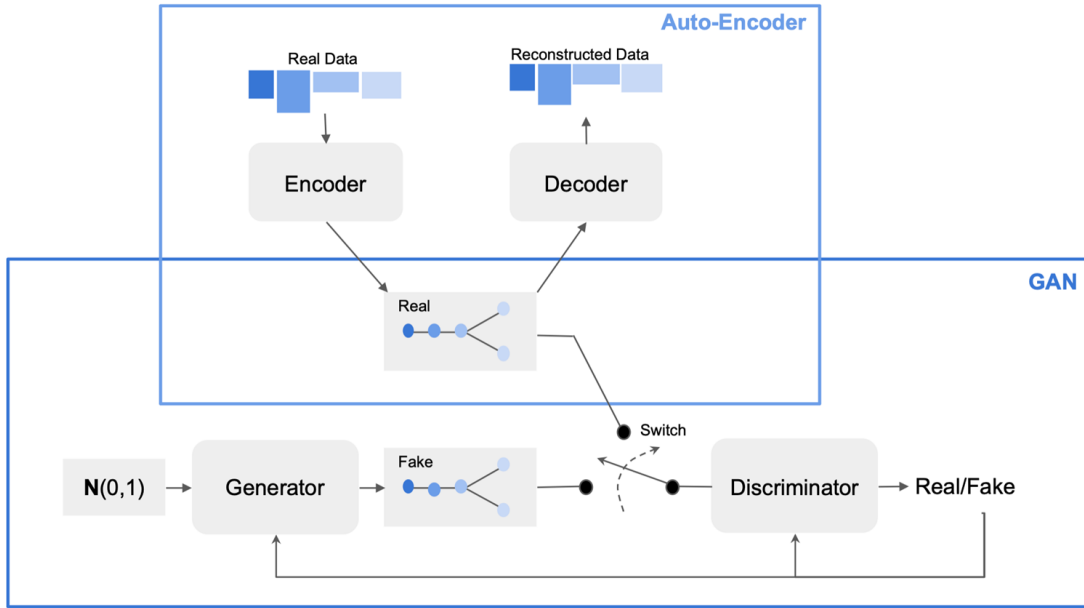 Auto-Encoder
Real Data
Reconstructed Data
Encoder
Decoder
GAN
Real
Switch
N(0,1)
Generator
Fake
Discriminator
Real/Fake